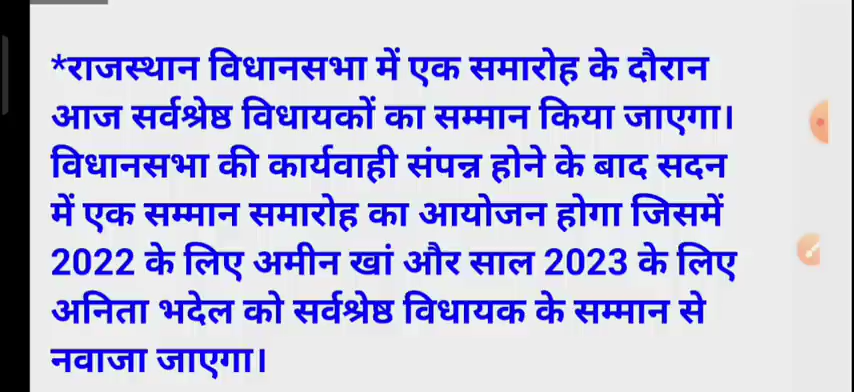 *राजस्थान विधानसभा में एक समारोह के दौरान
आज सर्वश्रेष्ठ विधायकों का सम्मान किया जाएगा।
विधानसभा की कार्यवाही संपन्न होने के बाद सदन
में एक सम्मान समारोह का आयोजन होगा जिसमें
2022 के लिए अमीन खां और साल 2023 के लिए
अनिता भदेल को सर्वश्रेष्ठ विधायक के सम्मान से
नवाजा जाएगा।